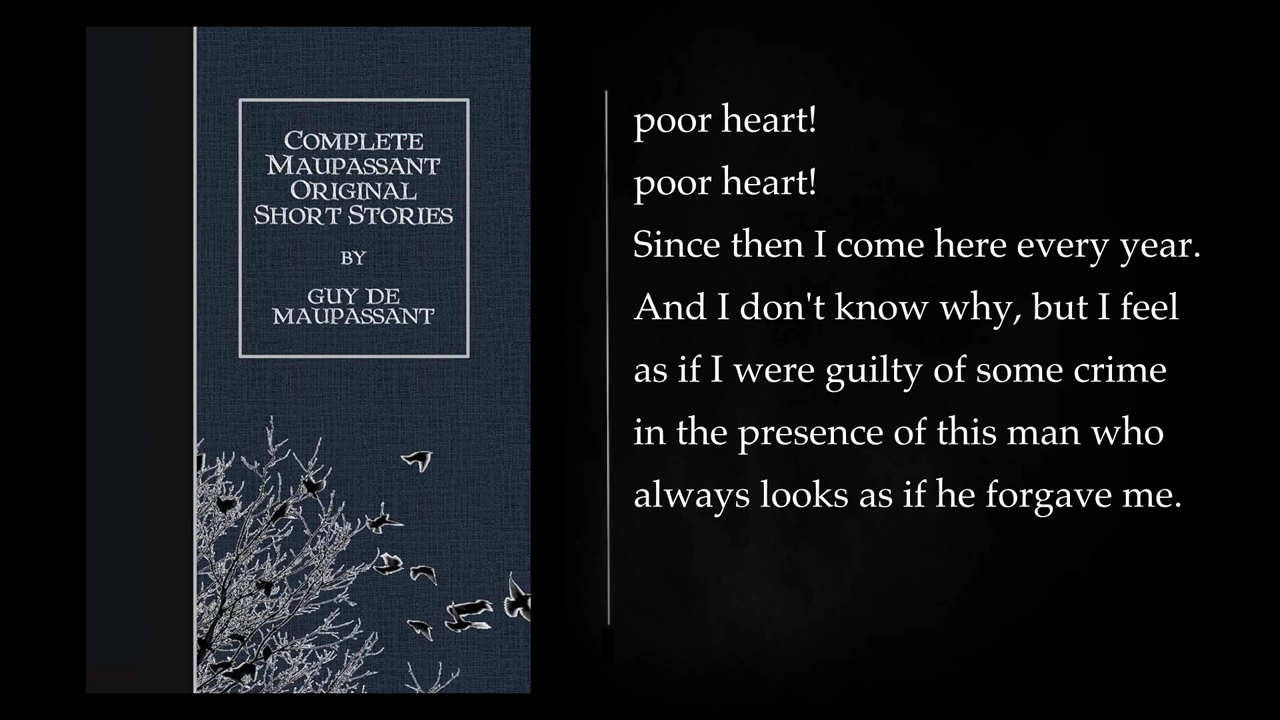 COMPLETE
MAUPASSANT
ORIGINAL
SHORT STORIES
BY
GUY DE
MAUPASSANT
poor heart!
poor heart!
Since then I come here every year.
And I don't know why, but I feel
as if I were guilty of some crime
in the presence of this man who
always looks as if he forgave me.